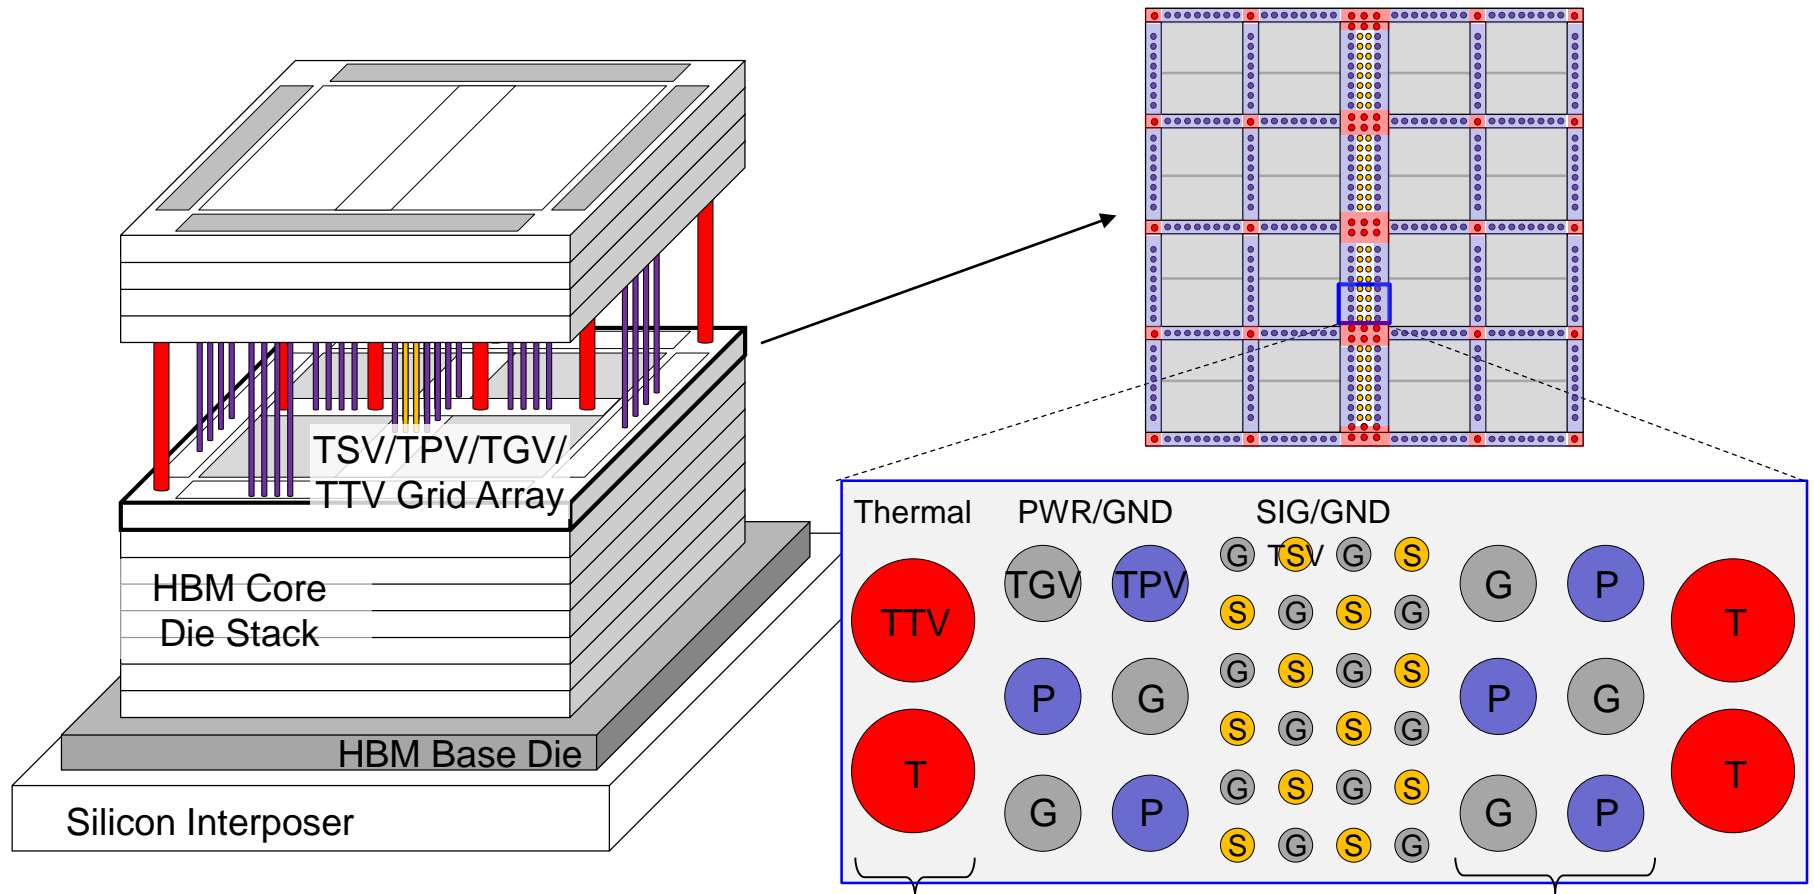 TSV/TPV/TGV/
TTV Grid Array
HBM Core
Die Stack
HBM Base Die
Silicon Interposer
Thermal PWR/GND SIG/GND
G TSV G S
TTV TGV TPV G P T
S G S G
G S G S
P G P G
S G S G
T G P G S G S G P T
S G S G